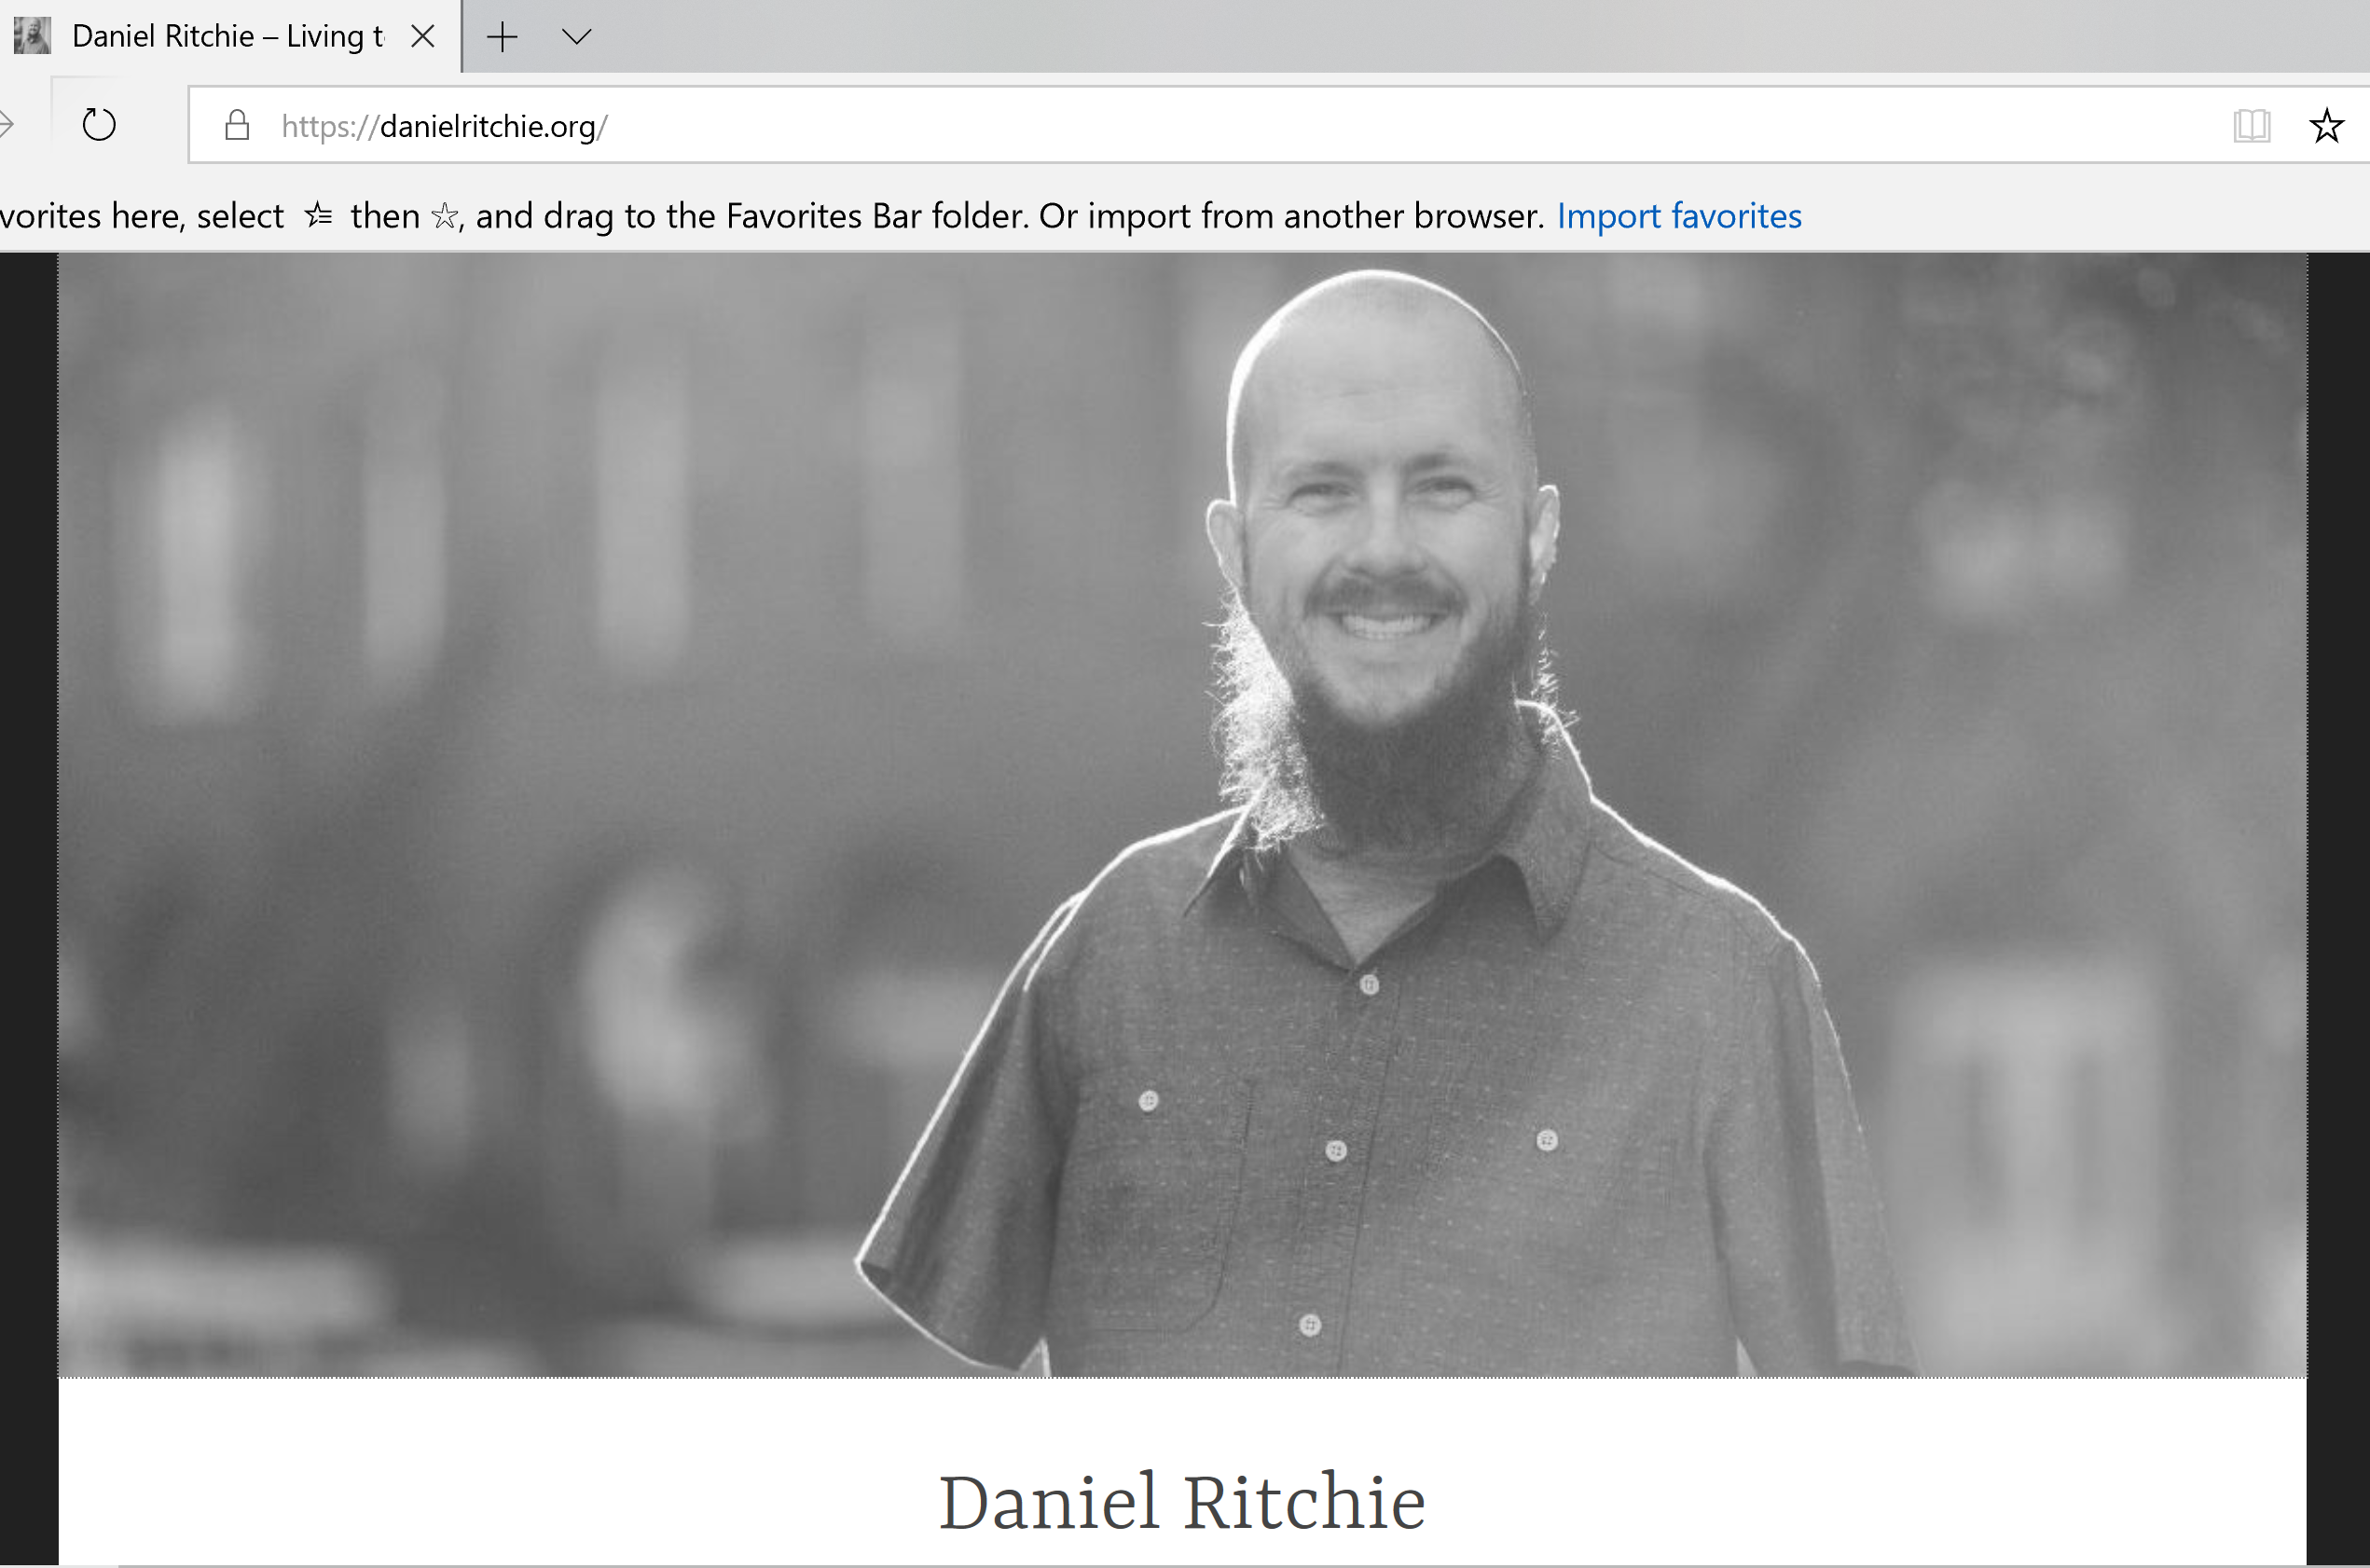 Daniel Ritchie – Living t
https://danielritchie.org/
vorites here, select then , and drag to the Favorites Bar folder. Or import from another browser. Import favorites
Daniel Ritchie